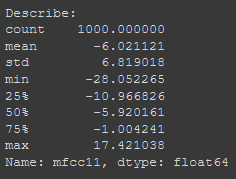 Describe:
count 1000.000000
mean -6.021121
std 6.819018
min -28.052265
25% -10.966826
50% -5.920161
75% -1.004241
max 17.421038
Name: mfcc11, dtype: float64